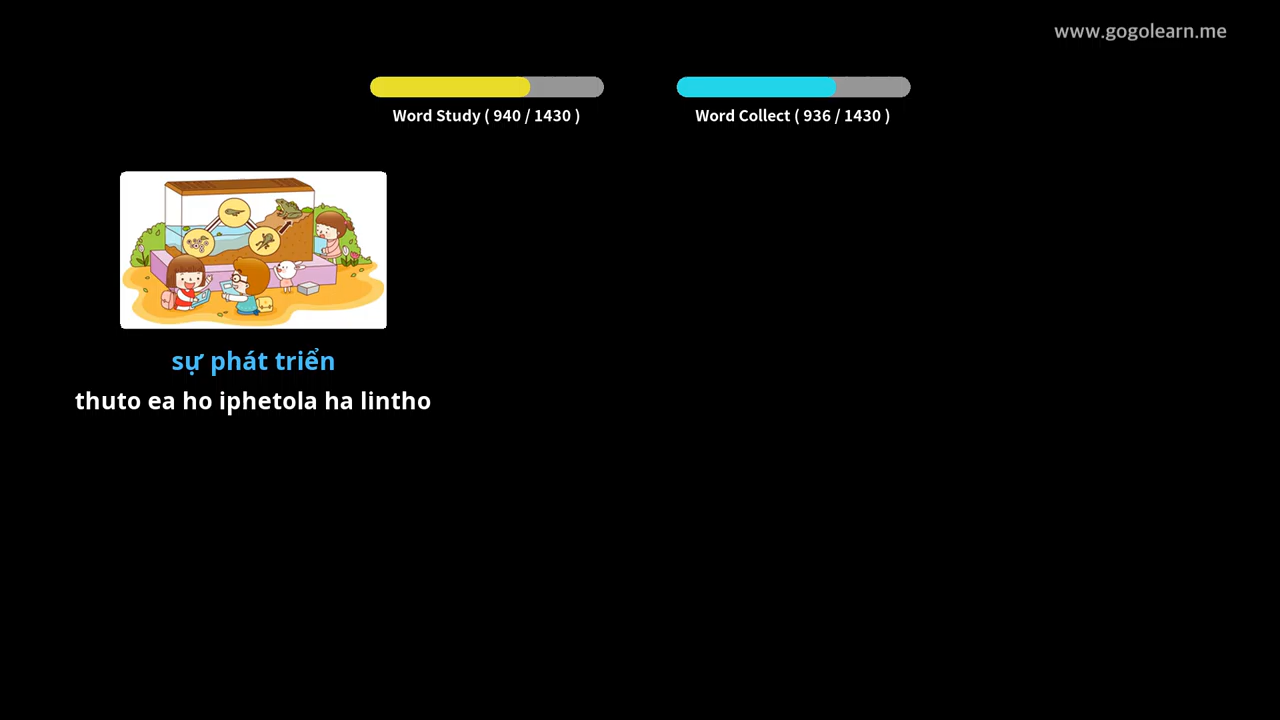 www.gogolearn.me
Word Study ( 940 / 1430 )
Word Collect ( 936 / 1430 )
sự phát triển
thuto ea ho iphetola ha lintho